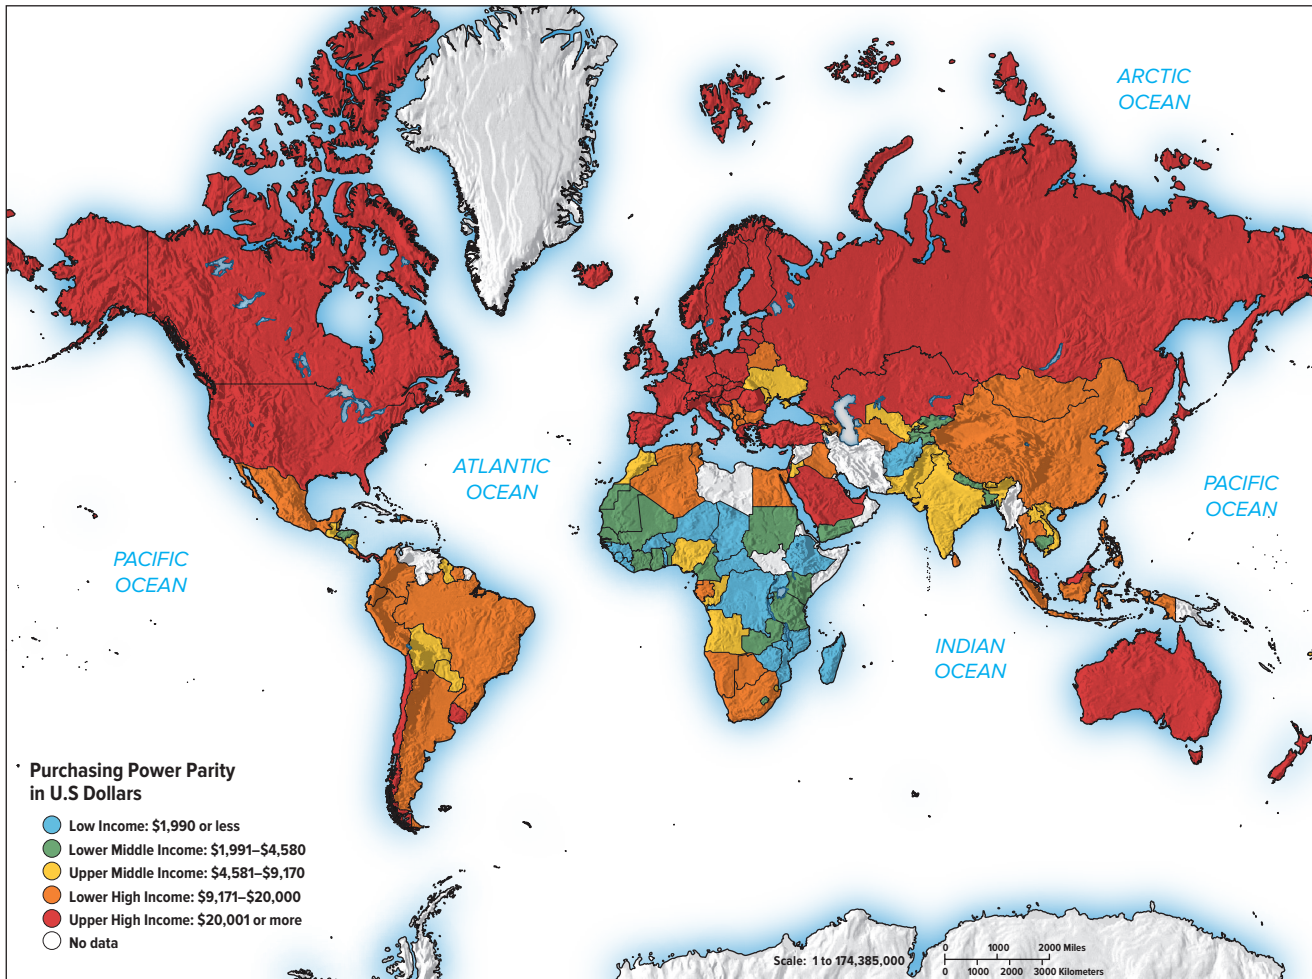 ARCTIC
OCEAN
ATLANTIC
OCEAN
PACIFIC
OCEAN
PACIFIC
OCEAN
INDIAN
OCEAN
Purchasing Power Parity
in U.S Dollars
Low Income: $1,990 or less
Lower Middle Income: $1,991–$4,580
Upper Middle Income: $4,581–$9,170
Lower High Income: $9,171–$20,000
Upper High Income: $20,001 or more
No data
Scale: 1 to 174,385,000
0 1000 2000 Miles
0 1000 2000 3000 Kilometers